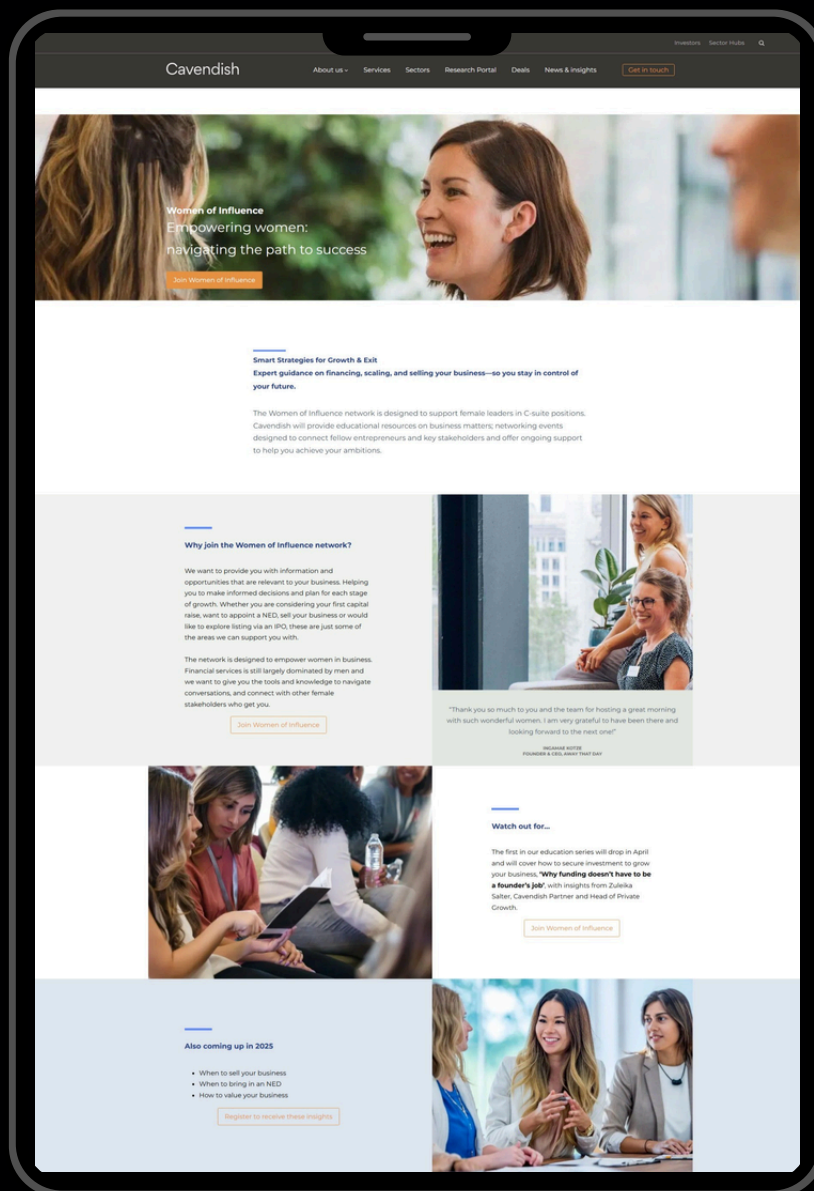 Investors Sector Hubs
Cavendish
About us Services Sectors Research Portal Deals News & insights Get in touch
Women of Influence
Empowering women:
navigating the path to success
Join Women of Influence
Smart Strategies for Growth & Exit
Expert guidance on financing, scaling, and selling your business—so you stay in control of
your future.
The Women of Influence network is designed to support female leaders in C-suite positions.
Cavendish will provide educational resources on business matters; networking events
designed to connect fellow entrepreneurs and key stakeholders and offer ongoing support
to help you achieve your ambitions.
Why join the Women of Influence network?
We want to provide you with information and
opportunities that are relevant to your business. Helping
you to make informed decisions and plan for each stage
of growth. Whether you are considering your first capital
raise, want to appoint a NED, sell your business or would
like to explore listing via an IPO, these are just some of
the areas we can support you with.
The network is designed to empower women in business.
Financial services is still largely dominated by men and
we want to give you the tools and knowledge to navigate
conversations, and connect with other female
stakeholders who get you.
Join Women of Influence
"Thank you so much to you and the team for hosting a great morning
with such wonderful women. I am very grateful to have been there and
looking forward to the next one!"
KOTZE
FOUNDER & CEO, AWAY THAT DAY
Watch out for...
The first in our education series will drop in April
and will cover how to secure investment to grow
your business, 'Why funding doesn't have to be
a founder's job', with insights from Zuleika
Salter, Cavendish Partner and Head of Private
Growth.
Join Women of Influence
Also coming up in 2025
• When to sell your business
• When to bring in an NED
• How to value your business
Register to receive these insights